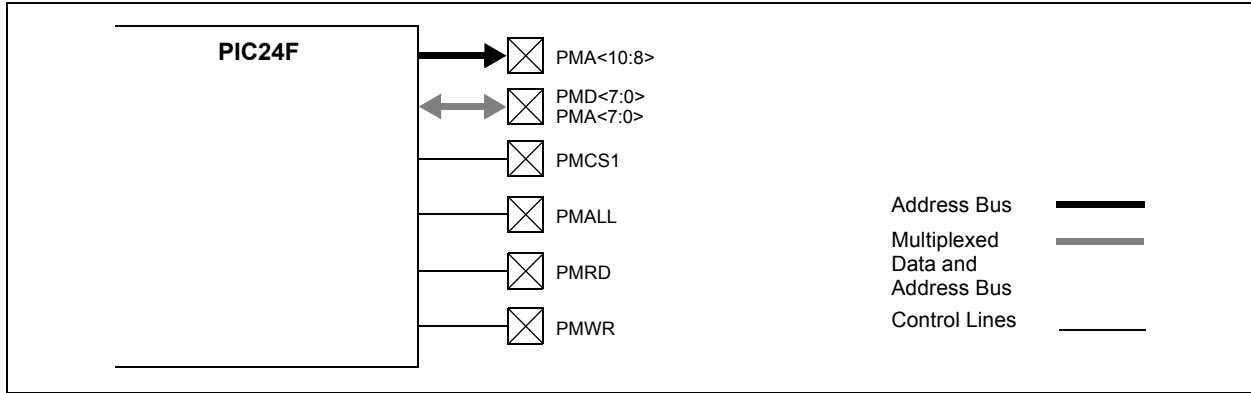 PIC24F
PMA<10:8>
PMD<7:0>
PMA<7:0>
PMCS1
PMALL
PMRD
PMWR
Address Bus
Multiplexed
Data and
Address Bus
Control Lines